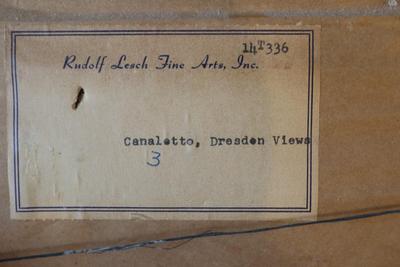 14T336
Rudolf Lesch Fine Arts, Inc.
Canaletto, Dresden Views
3